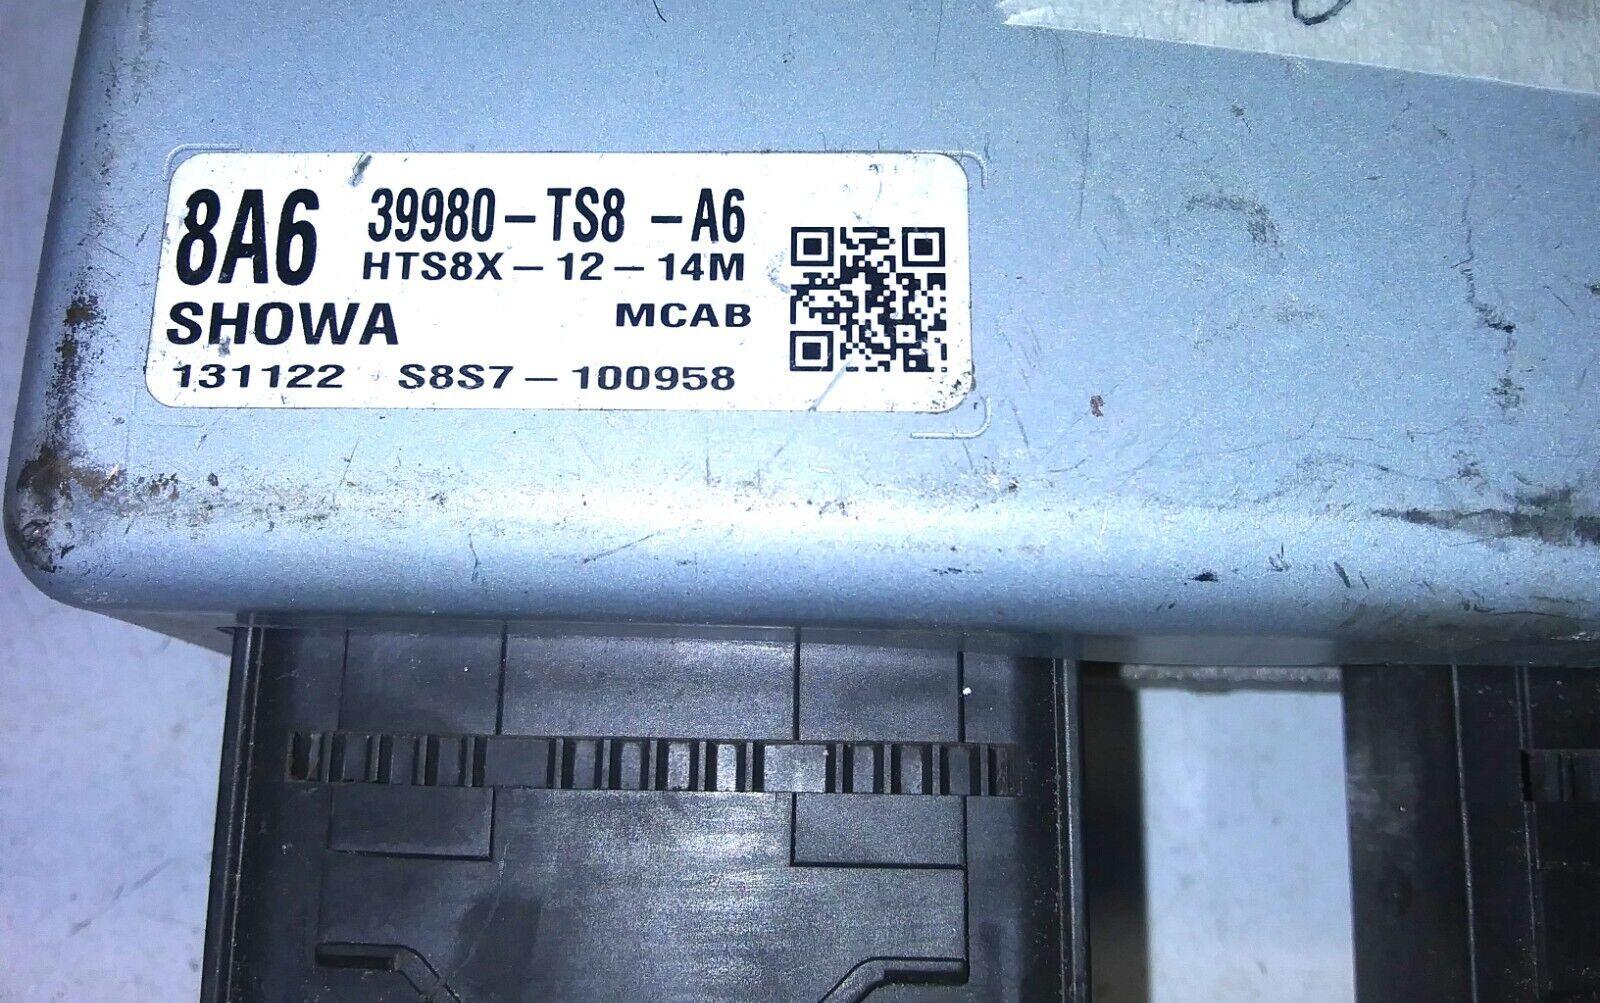 8A6 39980-TS8 -A6
HTS8X-12-14M
SHOWA MCAB
131122 S8S7-100958